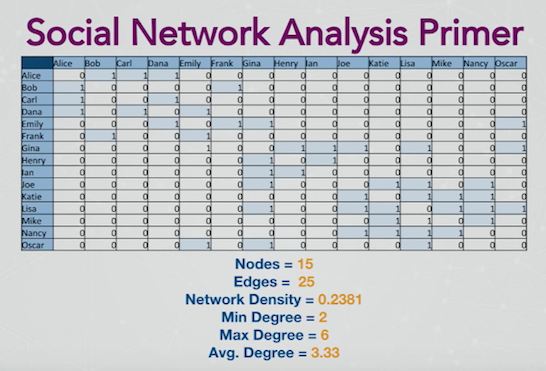 Social Network Analysis Primer
Alice Bob Carl Dana Emily Frank Gina Henry Ian Joe Katie Lisa Mike Nancy Oscar
Alice 0 1 1 1 0 0 0 0 0 0 0 0 0 0 0
Bob 1 0 0 0 0 1 0 0 0 0 0 0 0 0 0
Carl 1 0 0 1 0 0 0 0 0 0 0 0 0 0 0
Dana 1 0 1 0 1 0 0 0 0 0 0 0 0 0 0
Emily 0 0 0 1 0 1 1 0 0 0 0 0 0 0 1
Frank 0 1 0 0 1 0 0 0 0 0 0 0 0 0 0
Gina 0 0 0 0 1 0 0 1 1 1 0 1 0 0 1
Henry 0 0 0 0 0 0 1 0 1 0 0 0 0 0 0
Ian 0 0 0 0 0 0 1 1 0 0 0 0 0 0 0
Joe 0 0 0 0 0 0 1 0 0 0 1 1 0 1 0
Katie 0 0 0 0 0 0 0 0 0 1 0 1 1 1 0
Lisa 0 0 0 0 0 0 1 0 0 1 1 0 1 1 1
Mike 0 0 0 0 0 0 0 0 0 0 1 1 0 1 0
Nancy 0 0 0 0 0 0 0 0 0 1 1 1 1 0 0
Oscar 0 0 0 0 1 0 1 0 0 0 0 1 0 0 0
Nodes = 15
Edges = 25
Network Density = 0.2381
Min Degree = 2
Max Degree = 6
Avg. Degree = 3.33